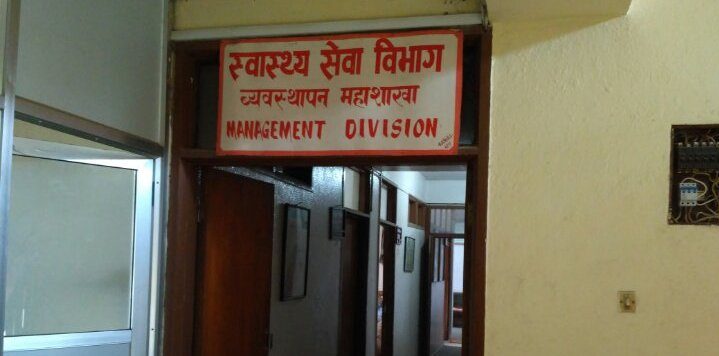 स्वास्थ्य सेवा विभाग
व्यवस्थापन महाशाखा
MANAGEMENT DIVISION